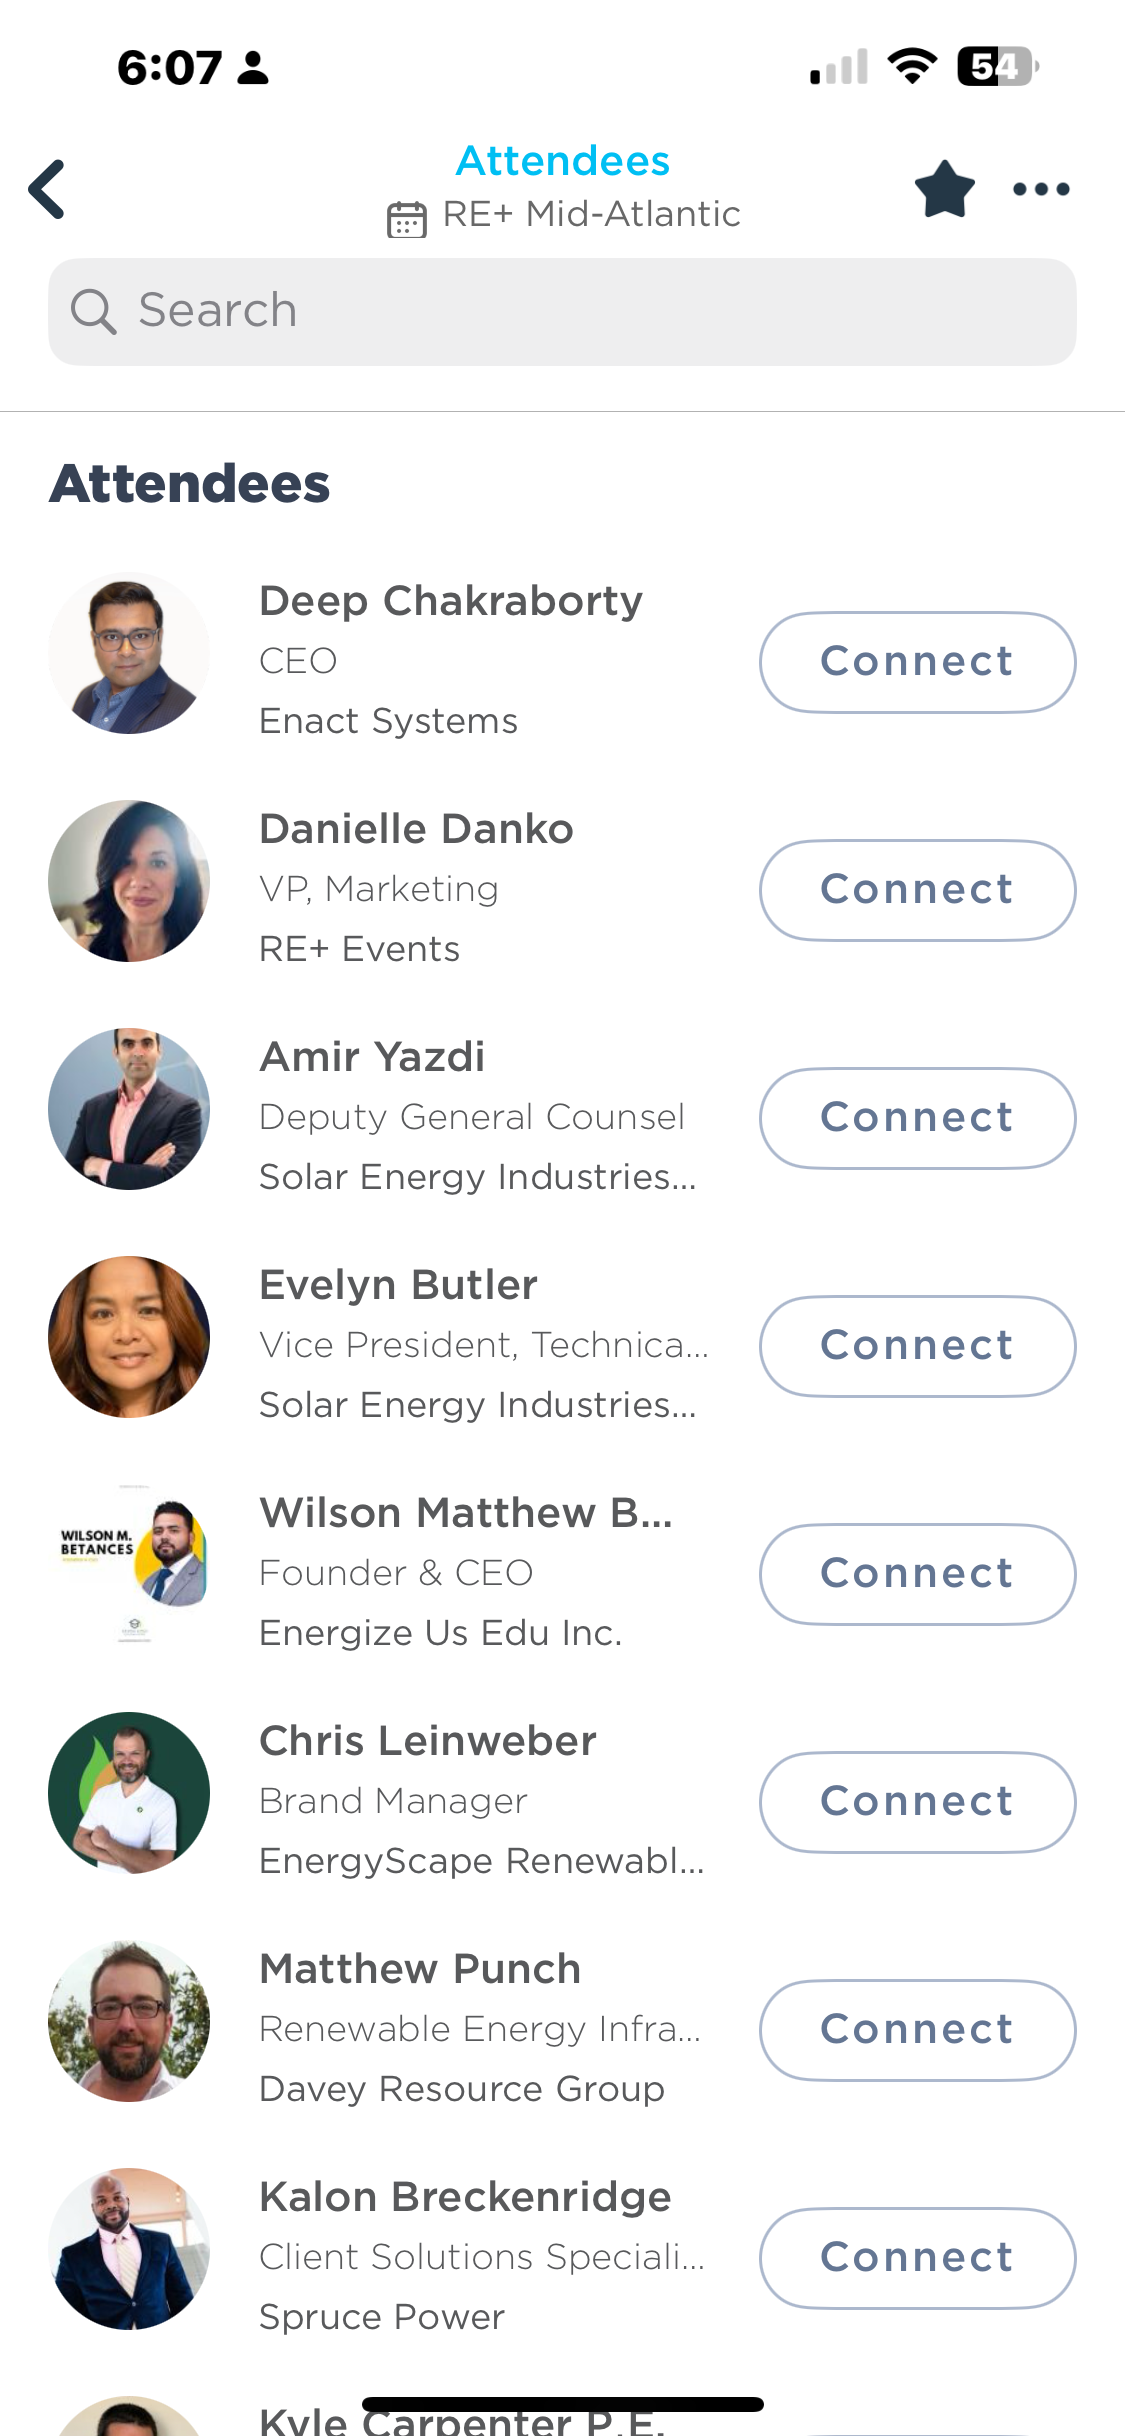 6:07
54
Attendees
RE+ Mid-Atlantic
Search
Attendees
Deep Chakraborty
CEO
Enact Systems
Connect
Danielle Danko
VP, Marketing
RE+ Events
Connect
Amir Yazdi
Deputy General Counsel
Solar Energy Industries...
Connect
Evelyn Butler
Vice President, Technica...
Solar Energy Industries...
Connect
WILSON M.
BETANCES
Wilson Matthew B...
Founder & CEO
Energize Us Edu Inc.
Connect
Chris Leinweber
Brand Manager
EnergyScape Renewabl...
Connect
Matthew Punch
Renewable Energy Infra...
Davey Resource Group
Connect
Kalon Breckenridge
Client Solutions Speciali...
Spruce Power
Connect
Kyle Carpenter P.E.